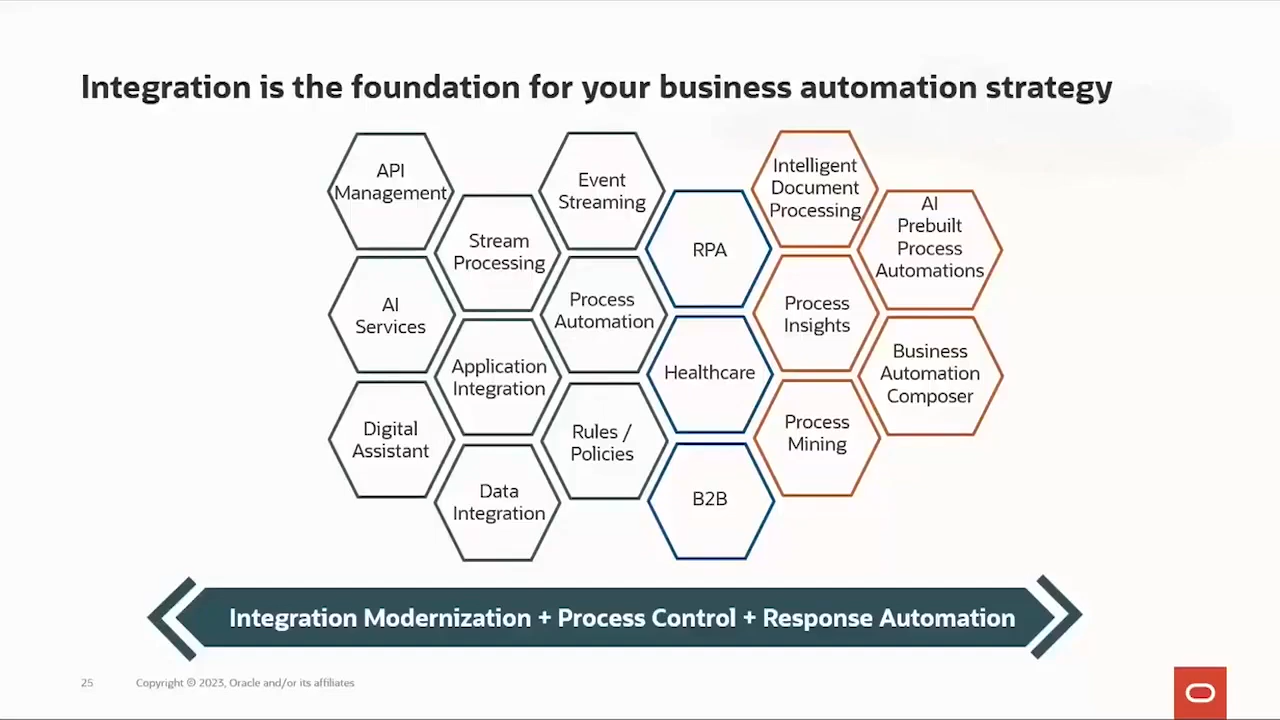 Integration is the foundation for your business automation strategy
API
Management
AI
Services
Digital
Assistant
Stream
Processing
Application
Integration
Data
Integration
Event
Streaming
Process
Automation
Rules /
Policies
RPA
Healthcare
B2B
Intelligent
Document
Processing
Process
Insights
Process
Mining
AI
Prebuilt
Process
Automations
Business
Automation
Composer
Integration Modernization + Process Control + Response Automation
25
Copyright © 2023, Oracle and/or its affiliates